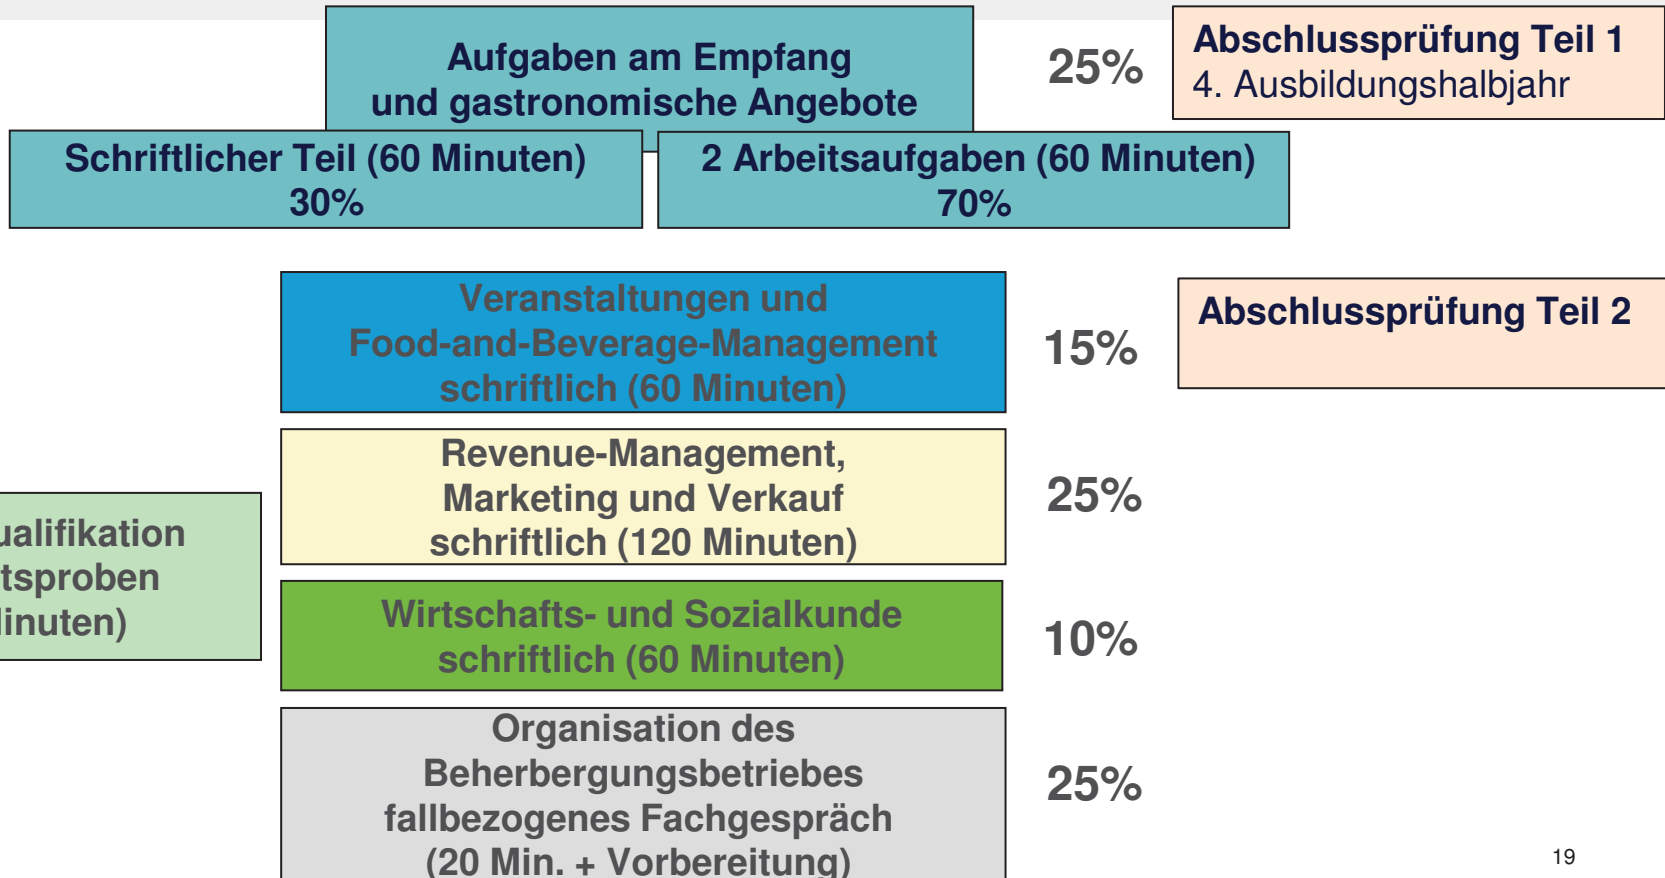 Aufgaben am Empfang
und gastronomische Angebote
25%
Abschlussprüfung Teil 1
4. Ausbildungshalbjahr
Schriftlicher Teil (60 Minuten)
30%
2 Arbeitsaufgaben (60 Minuten)
70%
Veranstaltungen und
Food-and-Beverage-Management
schriftlich (60 Minuten)
15%
Abschlussprüfung Teil 2
Revenue-Management,
Marketing und Verkauf
schriftlich (120 Minuten)
25%
ualifikation
tsproben
inuten)
Wirtschafts- und Sozialkunde
schriftlich (60 Minuten)
10%
Organisation des
Beherbergungsbetriebes
fallbezogenes Fachgespräch
(20 Min. + Vorbereitung)
25%
19